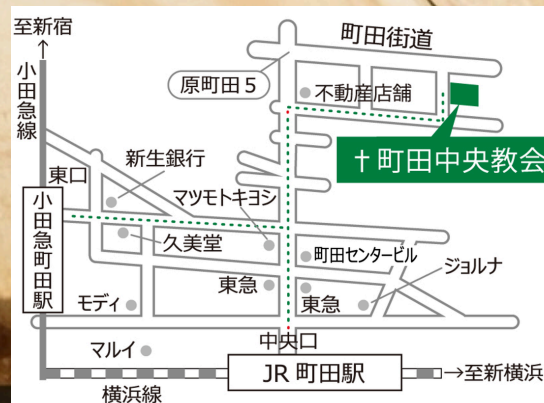 至新宿
小田急線
町田街道
原町田5
不動産店舗
†町田中央教会
新生銀行
東口
マツモトキヨシ
小田急町田駅
久美堂
町田センタービル
ジョルナ
東急
東急
モディ
中央口
マルイ
JR 町田駅
→至新横浜
横浜線